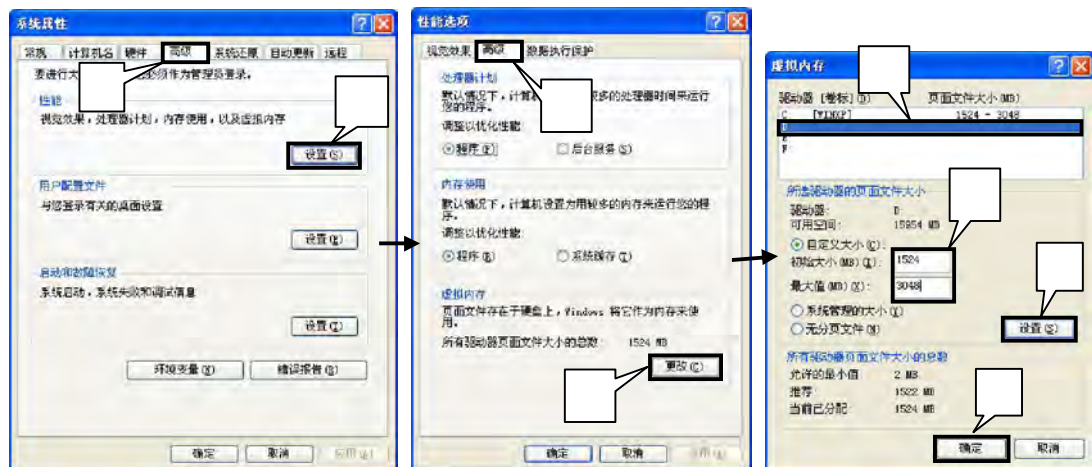 系统属性
常规 计算机名 硬件 高级 系统还原 自动更新 远程
要进行大 必须作为管理员登录。
性能
视觉效果，处理器计划，内存使用，以及虚拟内存
设置(S)
用户配置文件
与您登录有关的桌面设置
设置(E)
启动和故障恢复
系统启动，系统失败和调试信息
设置(T)
环境变量(N) 错误报告(R)
确定 取消 应用(A)
性能选项
视觉效果 高级 数据执行保护
处理器计划
默认情况下，计算机 较多的处理器时间来运行
您的程序。
调整以优化性能:
程序(P) 后台服务(S)
内存使用
默认情况下，计算机设置为用较多的内存来运行您的程
序。
调整以优化性能:
程序(R) 系统缓存(T)
虚拟内存
页面文件存在于硬盘上，Windows 将它作为内存来使
用。
所有驱动器页面文件大小的总数: 1524 MB
更改(C)
确定 取消
虚拟内存
驱动器 [卷标](D) 页面文件大小(MB)
C [WINXP] 1524 - 3048
D
E
F
所选驱动器的页面文件大小
驱动器: D
可用空间: 15954 MB
自定义大小(C):
初始大小(MB)(I): 1524
最大值(MB)(X): 3048
系统管理的大小(Y)
无分页文件(N) 设置(S)
所有驱动器页面文件大小的总数
允许的最小值 2 MB
推荐: 1522 MB
当前已分配: 1524 MB
确定 取消